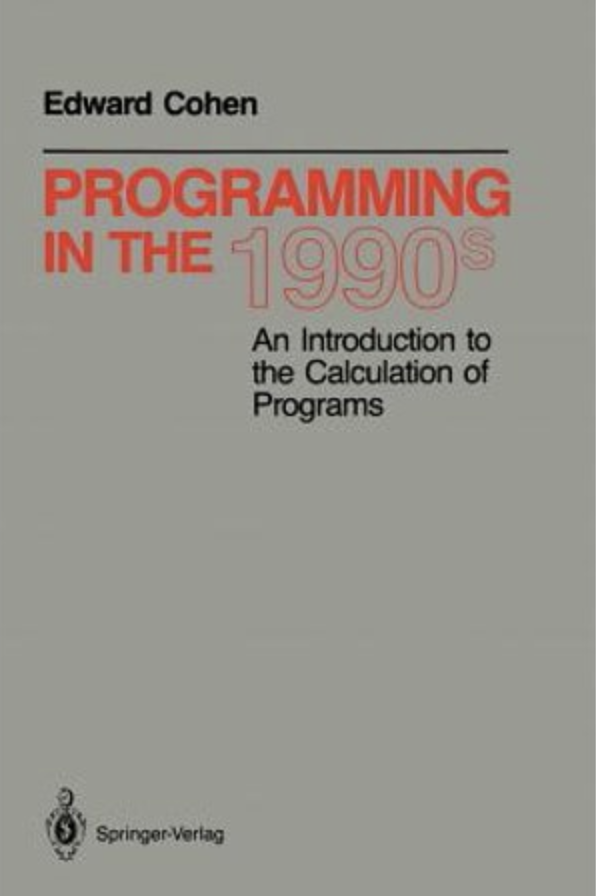 Edward Cohen
PROGRAMMING
IN THE 1990s
An Introduction to
the Calculation of
Programs
Springer-Verlag